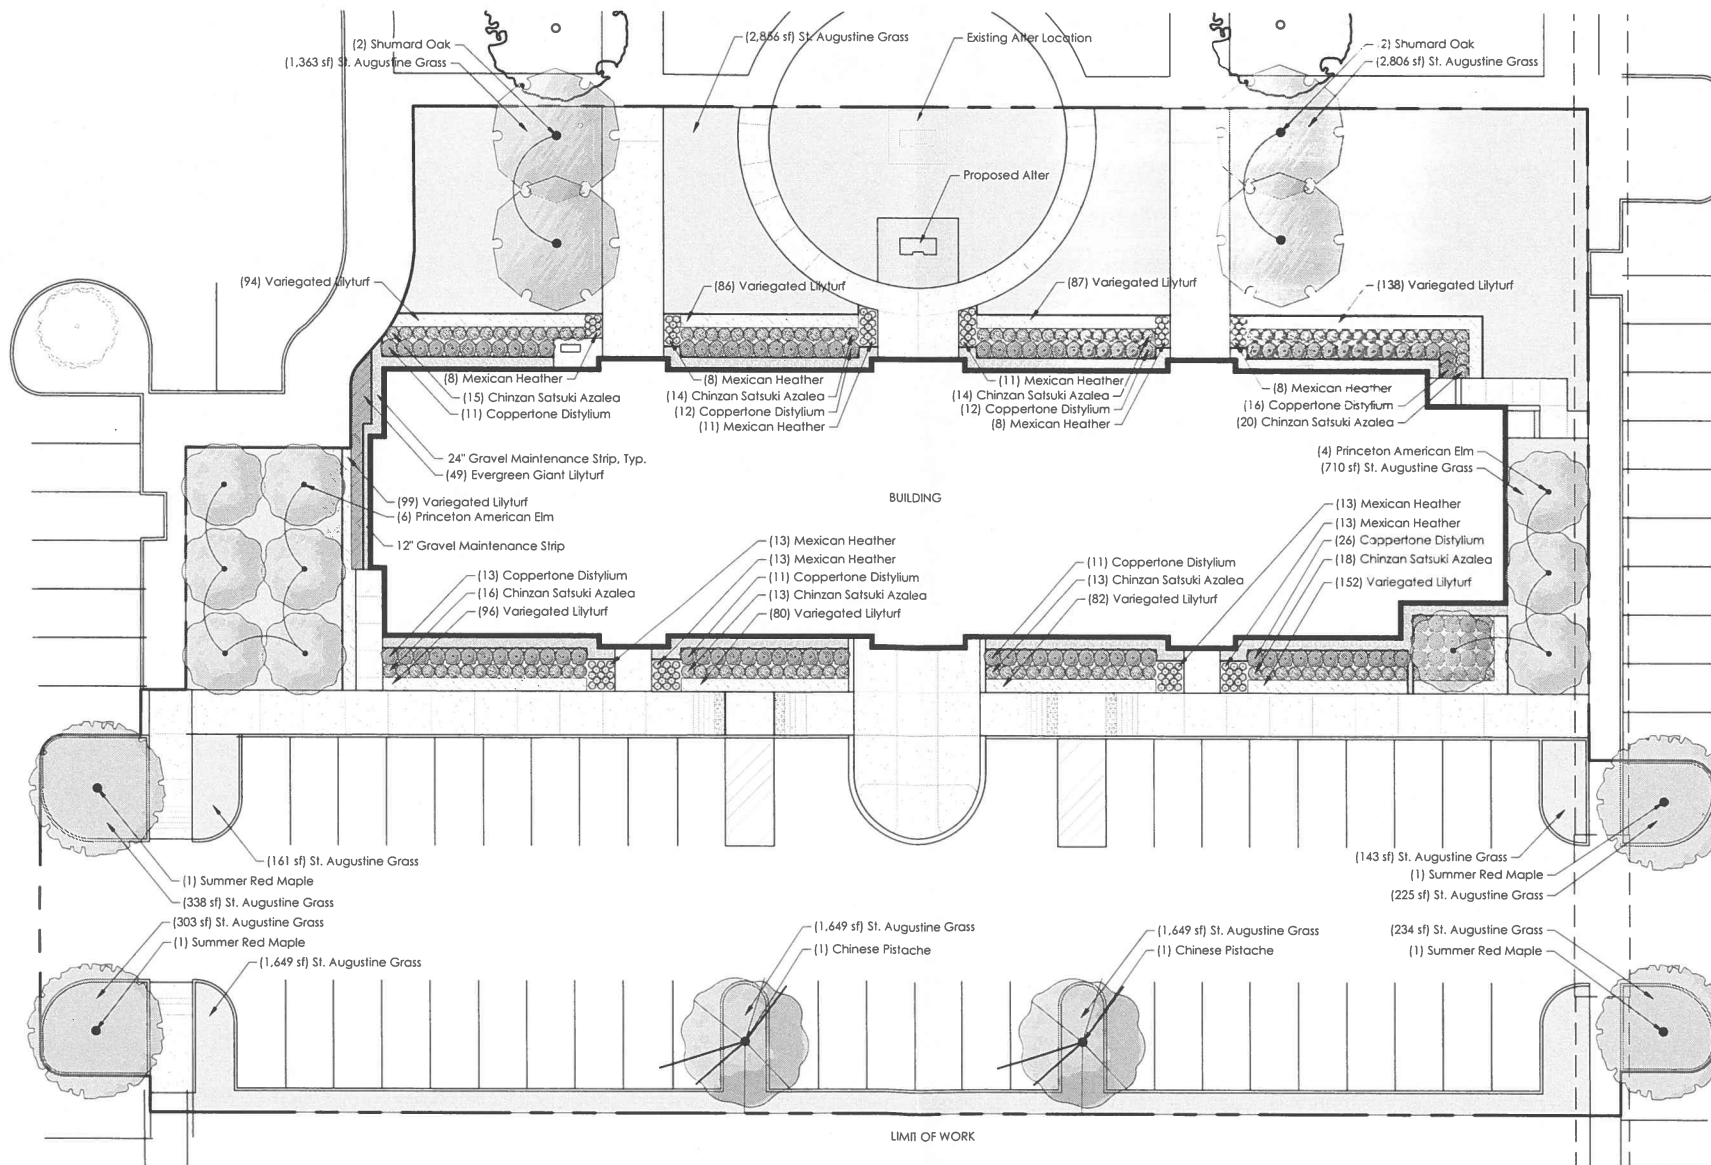 (2) Shumard Oak
(1,363 sf) St. Augustine Grass
(2,856 sf) St. Augustine Grass
Existing Alter Location
2) Shumard Oak
(2,806 sf) St. Augustine Grass
Proposed Alter
(94) Variegated Lilyturf
(86) Variegated Lilyturf
(87) Variegated Lilyturf
(138) Variegated Lilyturf
(8) Mexican Heather
(15) Chinzan Satsuki Azalea
(11) Coppertone Distylium
(8) Mexican Heather
(14) Chinzan Satsuki Azalea
(12) Coppertone Distylium
(11) Mexican Heather
(11) Mexican Heather
(14) Chinzan Satsuki Azalea
(12) Coppertone Distylium
(8) Mexican Heather
(8) Mexican Heather
(16) Coppertone Distylium
(20) Chinzan Satsuki Azalea
24" Gravel Maintenance Strip, Typ.
(49) Evergreen Giant Lilyturf
(99) Variegated Lilyturf
(6) Princeton American Elm
12" Gravel Maintenance Strip
BUILDING
(4) Princeton American Elm
(710 sf) St. Augustine Grass
(13) Mexican Heather
(13) Mexican Heather
(26) Coppertone Distylium
(18) Chinzan Satsuki Azalea
(152) Variegated Lilyturf
(13) Coppertone Distylium
(16) Chinzan Satsuki Azalea
(96) Variegated Lilyturf
(13) Mexican Heather
(13) Mexican Heather
(11) Coppertone Distylium
(13) Chinzan Satsuki Azalea
(80) Variegated Lilyturf
(11) Coppertone Distylium
(13) Chinzan Satsuki Azalea
(82) Variegated Lilyturf
(161 sf) St. Augustine Grass
(1) Summer Red Maple
(338 sf) St. Augustine Grass
(303 sf) St. Augustine Grass
(1) Summer Red Maple
(1,649 sf) St. Augustine Grass
(1,649 sf) St. Augustine Grass
(1) Chinese Pistache
(1,649 sf) St. Augustine Grass
(1) Chinese Pistache
(143 sf) St. Augustine Grass
(1) Summer Red Maple
(225 sf) St. Augustine Grass
(234 sf) St. Augustine Grass
(1) Summer Red Maple
LIMIT OF WORK